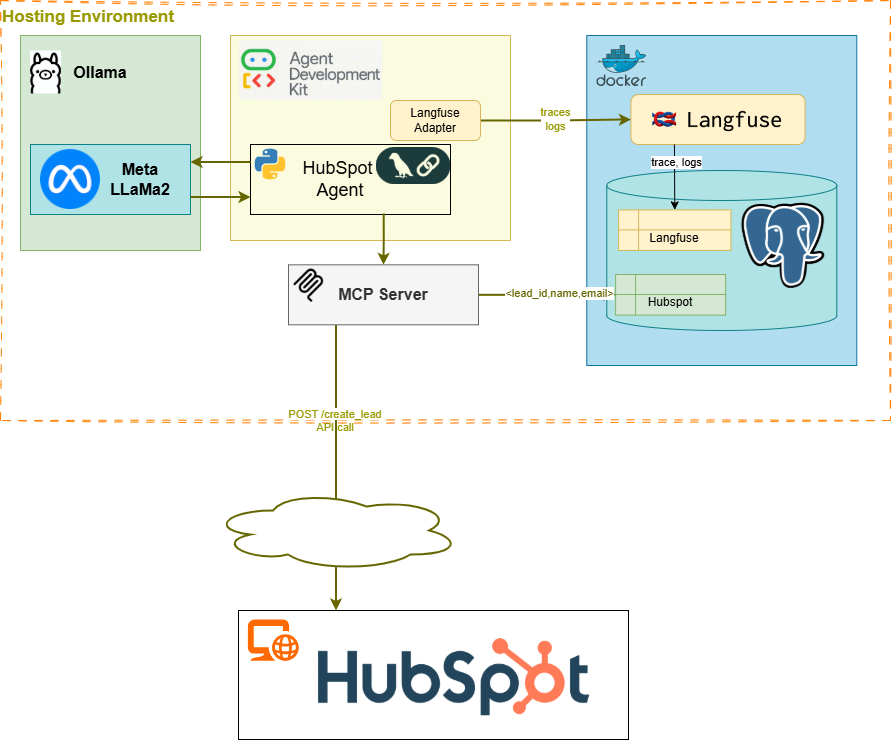 Hosting Environment
Ollama
Agent
Development
Kit
docker
Langfuse
Adapter
traces
logs
Langfuse
Meta
LLaMa2
HubSpot
Agent
trace, logs
Langfuse
MCP Server
<lead_id,name,email>
Hubspot
POST /create_lead
API call
HubSpot